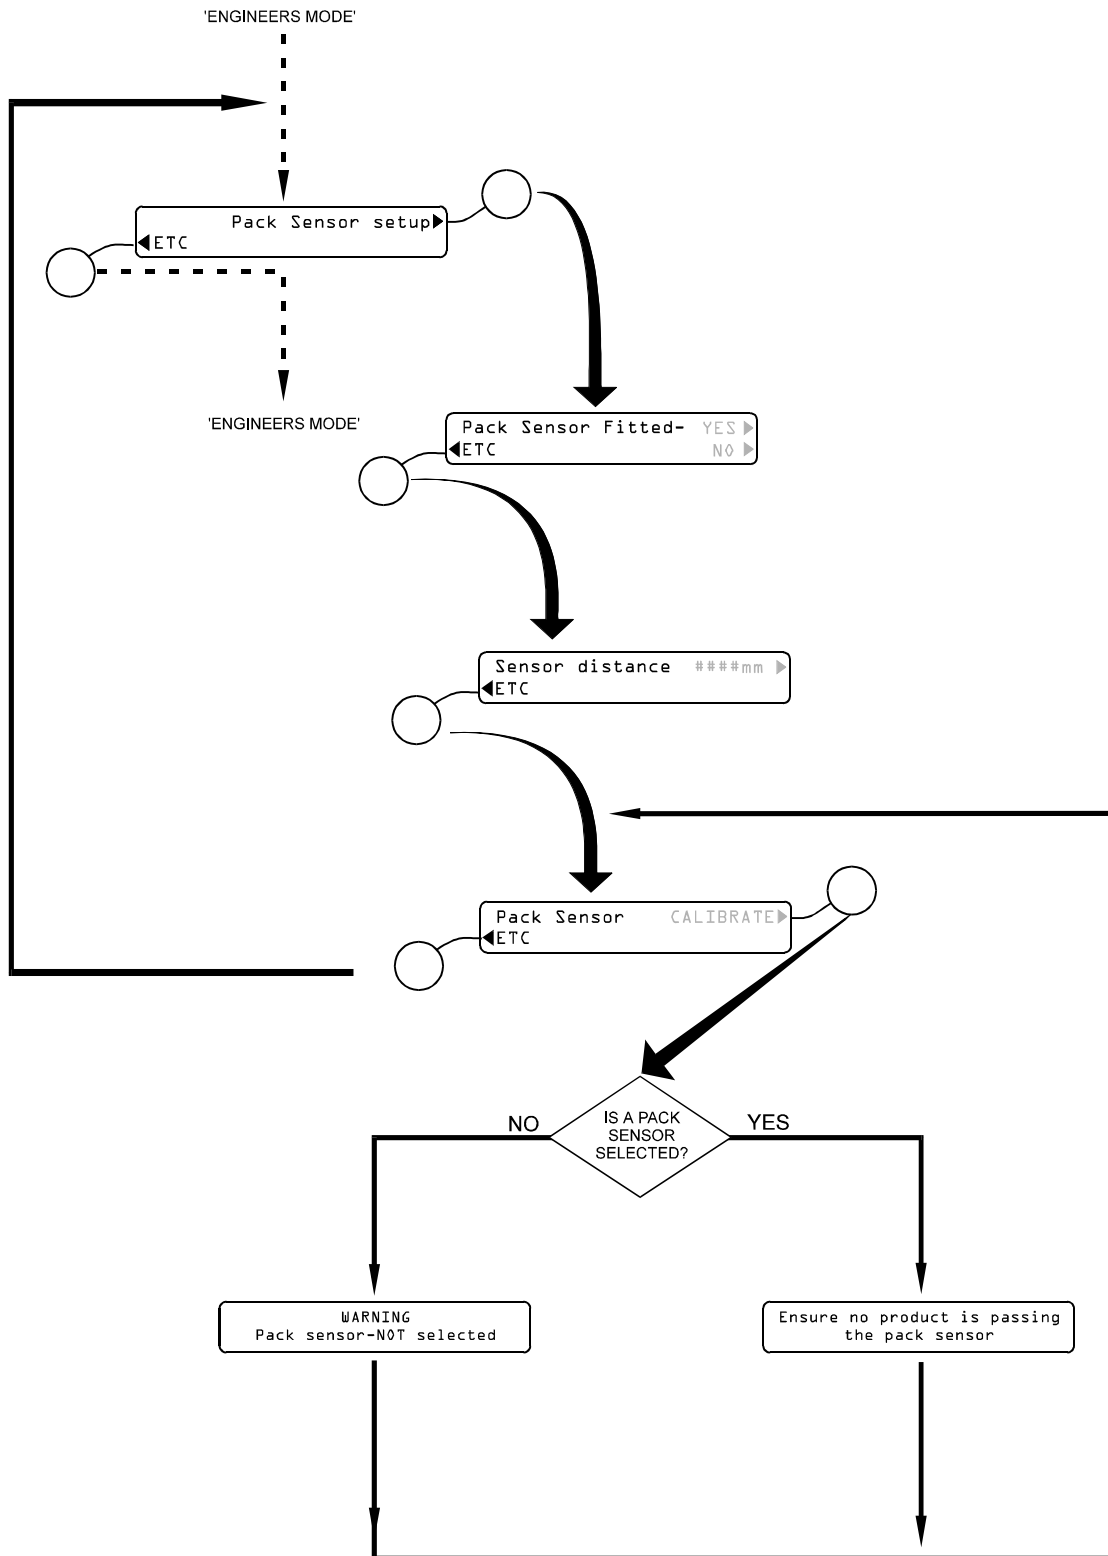 'ENGINEERS MODE'
Pack Sensor setup
ETC
'ENGINEERS MODE'
Pack Sensor Fitted- YES
ETC NO
Sensor distance ####mm
ETC
Pack Sensor CALIBRATE
ETC
NO
IS A PACK
SENSOR
SELECTED?
YES
WARNING
Pack sensor-NOT selected
Ensure no product is passing
the pack sensor